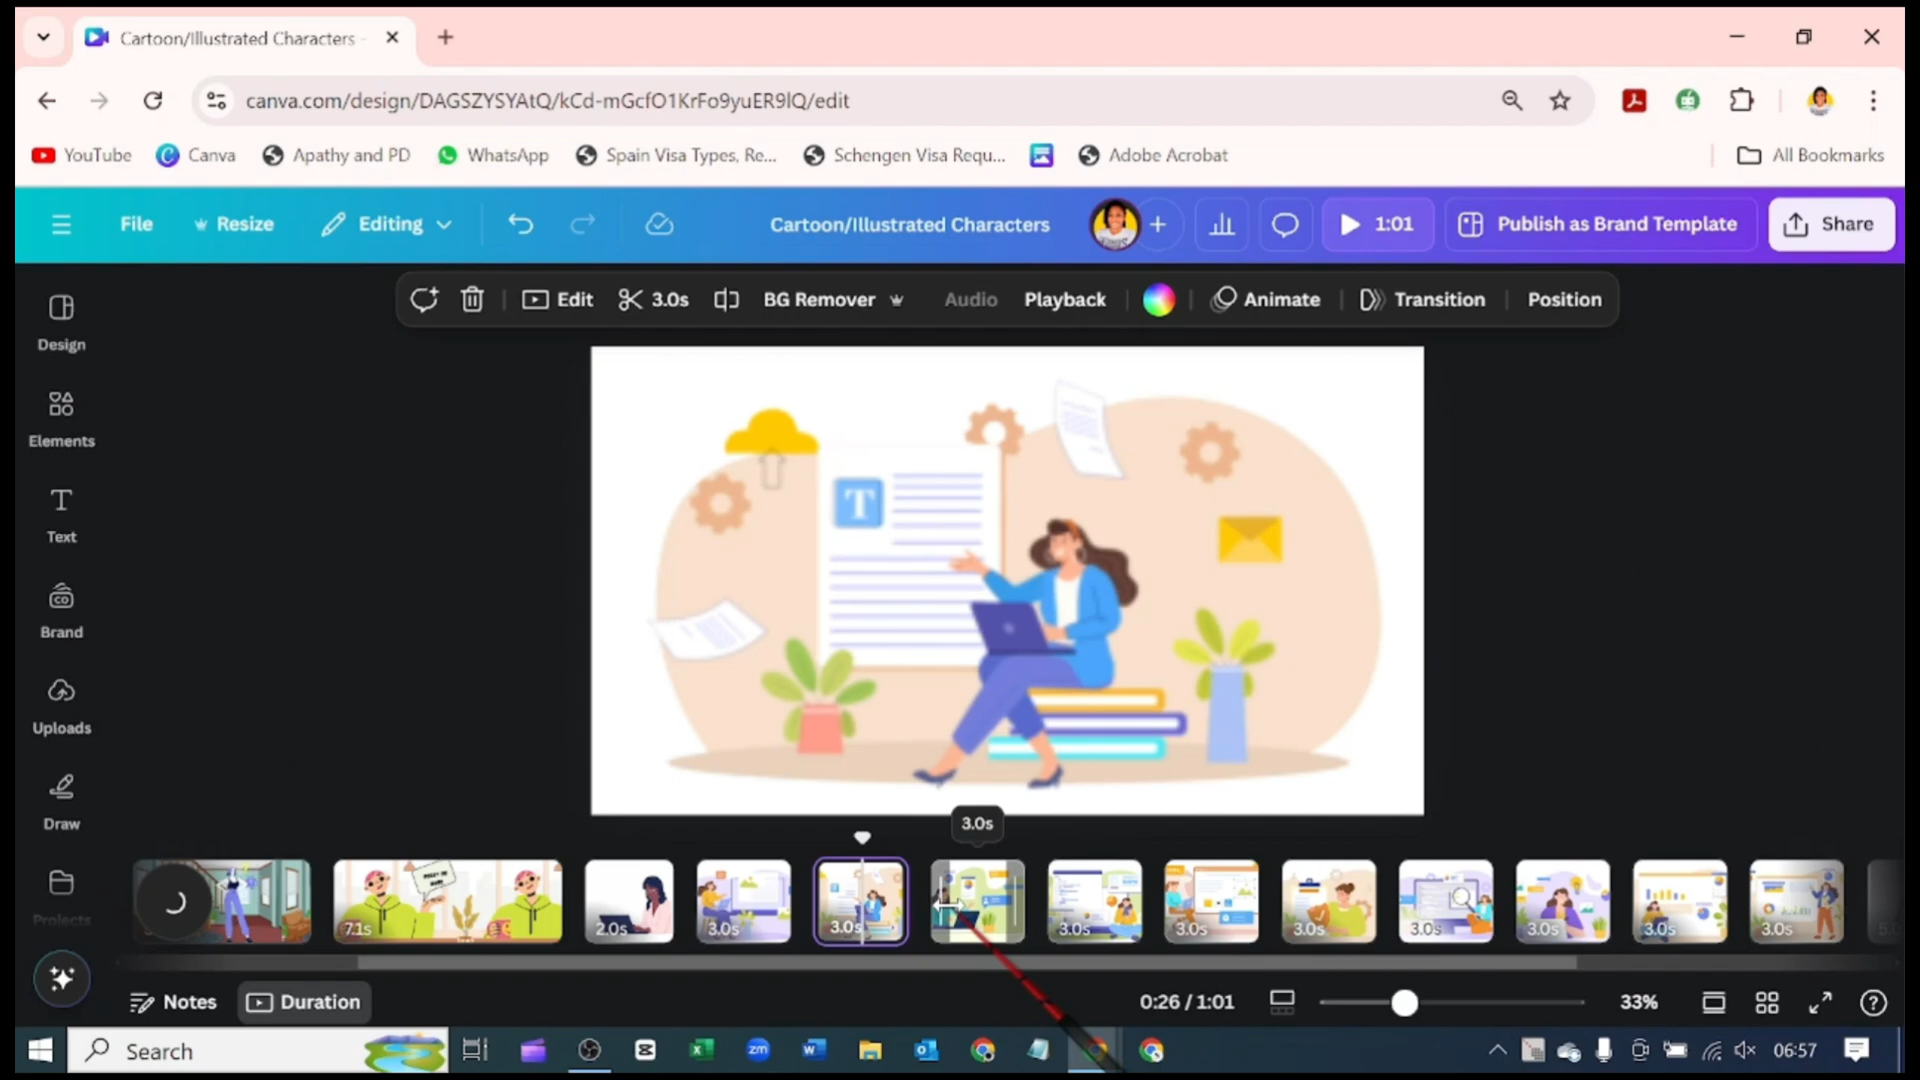 Cartoon/Illustrated Characters -
canva.com/design/DAGSZYSYAtQ/kCd-mGcfO1KrFo9yuER9lQ/edit
YouTube Canva Apathy and PD WhatsApp Spain Visa Types, Re... Schengen Visa Requ... Adobe Acrobat All Bookmarks
File Resize Editing Cartoon/Illustrated Characters 1:01 Publish as Brand Template Share
Edit 3.0s BG Remover Audio Playback Animate Transition Position
Design
Elements
Text
Brand
Uploads
Draw
Projects
T
3.0s
7.1s 2.0s 3.0s 3.0s 3.0s 3.0s 3.0s 3.0s 3.0s 3.0s 3.0s 5.0
Notes Duration 0:26 / 1:01 33%
Search 06:57